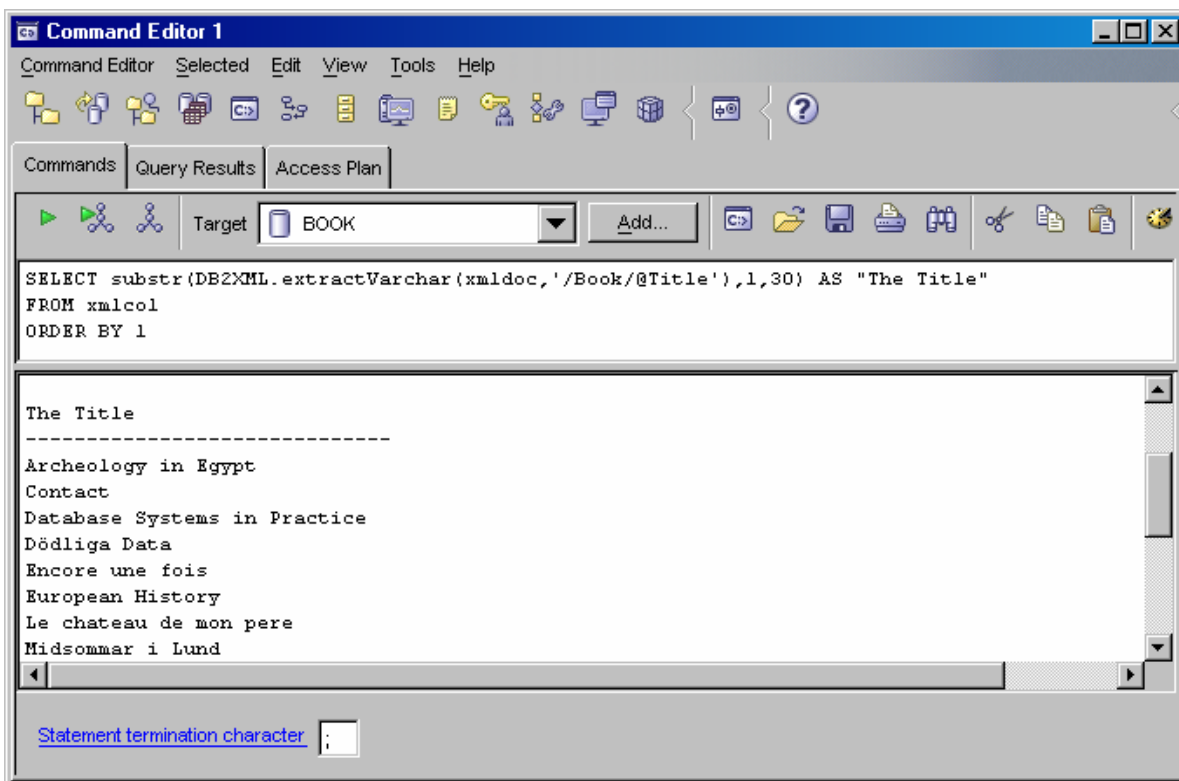 Command Editor 1
Command Editor Selected Edit View Tools Help
Commands Query Results Access Plan
Target BOOK Add...
SELECT substr(DB2XML.extractVarchar(xmldoc,'/Book/@Title'),1,30) AS "The Title"
FROM xmlcol
ORDER BY 1
The Title
------------------------------
Archeology in Egypt
Contact
Database Systems in Practice
Dödliga Data
Encore une fois
European History
Le chateau de mon pere
Midsommar i Lund
Statement termination character ;